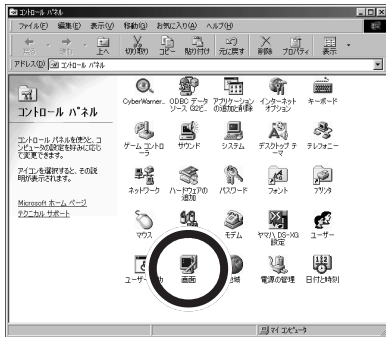 コントロール パネル
ファイル(F) 編集(E) 表示(V) 移動(G) お気に入り(A) ヘルプ(H)
戻る 進む 上へ 切り取り コピー 貼り付け 元に戻す 削除 プロパティ 表示
アドレス(D) コントロール パネル
コントロール パネル
コントロール パネルを使うと、コ
ンピュータの設定を好みに応じ
て変更できます。
アイコンを選択すると、その説
明が表示されます。
Microsoft ホーム ページ
テクニカル サポート
CyberWarner... ODBC データ アプリケーション インターネット キーボード
ソース (32ビ... の追加と削除 オプション
ゲーム コントロ サウンド システム デスクトップ テ テレフォニー
ーラ ーマ
ネットワーク ハードウェアの パスワード フォント プリンタ
追加
マウス モデム ヤマハ DS-XG ユーザー
設定
画面 電源の管理 日付と時刻
マイ コンピュータ